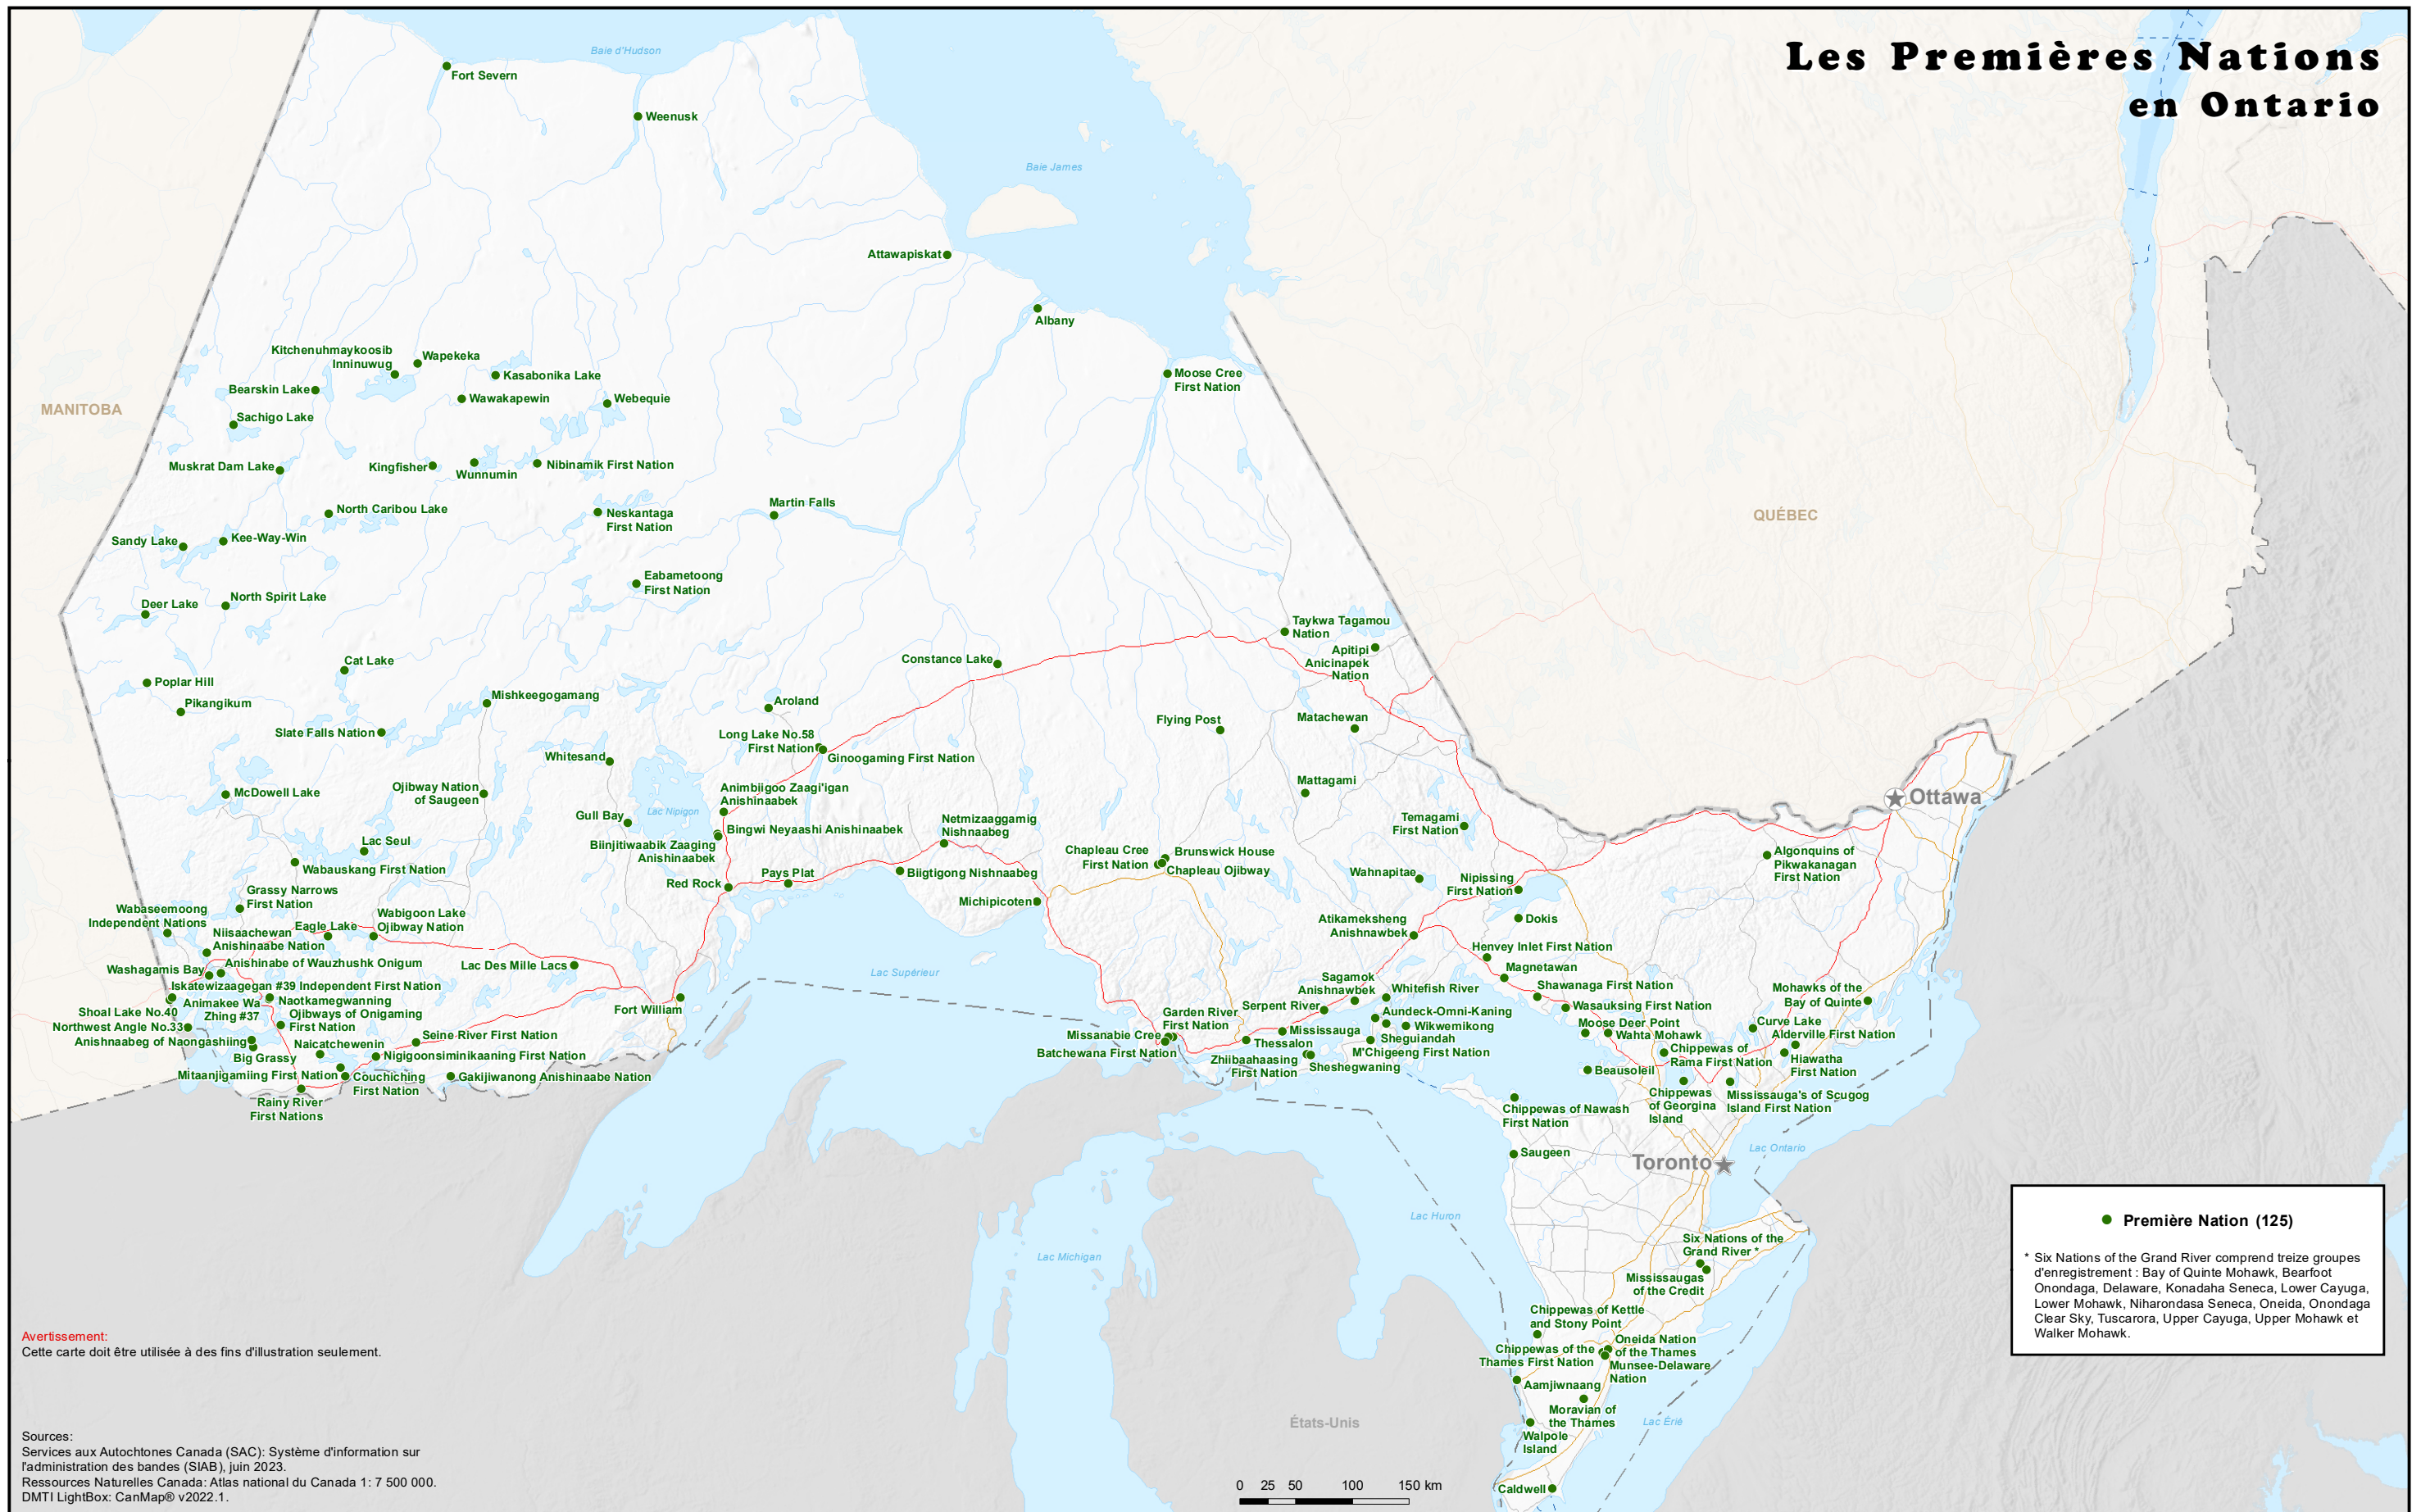 Les Premières Nations
en Ontario
Baie d'Hudson
Fort Severn
Weenusk
Baie James
Attawapiskat
Albany
Kitchenuhmaykoosib
Inninuwug
Wapekeka
Kasabonika Lake
Bearskin Lake
Wawakapewin
Webequie
Moose Cree
First Nation
MANITOBA
Sachigo Lake
Muskrat Dam Lake
Kingfisher
Wunnumin
Nibinamik First Nation
North Caribou Lake
Neskantaga
First Nation
Martin Falls
QUÉBEC
Sandy Lake
Kee-Way-Win
Eabametoong
First Nation
Deer Lake
North Spirit Lake
Taykwa Tagamou
Nation
Apitipi
Anicinapek
Nation
Constance Lake
Cat Lake
Poplar Hill
Pikangikum
Mishkeegogamang
Aroland
Flying Post
Matachewan
Slate Falls Nation
Long Lake No.58
First Nation
Ginoogaming First Nation
Whitesand
McDowell Lake
Ojibway Nation
of Saugeen
Animbiigoo Zaagi'igan
Anishinaabek
Mattagami
Ottawa
Gull Bay
Lac Nipigon
Bingwi Neyaashi Anishinaabek
Netmizaaggamig
Nishnaabeg
Temagami
First Nation
Lac Seul
Biinjitiwaabik Zaaging
Anishinaabek
Chapleau Cree
First Nation
Brunswick House
Chapleau Ojibway
Algonquins of
Pikwakanagan
First Nation
Wabauskang First Nation
Red Rock
Pays Plat
Biigtigong Nishnaabeg
Wahnapitae
Nipissing
First Nation
Grassy Narrows
First Nation
Michipicoten
Wabaseemoong
Independent Nations
Eagle Lake
Wabigoon Lake
Ojibway Nation
Atikameksheng
Anishnawbek
Dokis
Niisaachewan
Anishinaabe Nation
Henvey Inlet First Nation
Washagamis Bay
Anishinabe of Wauzhushk Onigum
Lac Des Mille Lacs
Lac Supérieur
Magnetawan
Iskatewizaagegan #39 Independent First Nation
Sagamok
Anishnawbek
Whitefish River
Shawanaga First Nation
Mohawks of the
Bay of Quinte
Shoal Lake No.40
Animakee Wa
Zhing #37
Naotkamegwanning
Ojibways of Onigaming
First Nation
Fort William
Garden River
First Nation
Serpent River
Aundeck-Omni-Kaning
Wasauksing First Nation
Northwest Angle No.33
Wikwemikong
Moose Deer Point
Curve Lake
Anishnaabeg of Naongashiing
Seine River First Nation
Missanabie Cree
Mississauga
Sheguiandah
Wahta Mohawk
Alderville First Nation
Big Grassy
Naicatchewenin
Nigigoonsiminikaaning First Nation
Batchewana First Nation
Thessalon
M'Chigeeng First Nation
Chippewas of
Rama First Nation
Hiawatha
First Nation
Zhiibaahaasing
First Nation
Sheshegwaning
Mitaanjigamiing First Nation
Couchiching
First Nation
Gakijiwanong Anishinaabe Nation
Beausoleil
Rainy River
First Nations
Chippewas of Nawash
First Nation
Chippewas
of Georgina
Island
Mississauga's of Scugog
Island First Nation
Saugeen
Toronto
Lac Ontario
Lac Huron
Lac Michigan
Six Nations of the
Grand River *
Mississaugas
of the Credit
Chippewas of Kettle
and Stony Point
Chippewas of the
Thames First Nation
Oneida Nation
of the Thames
Munsee-Delaware
Nation
Aamjiwnaang
Moravian of
the Thames
Lac Érié
États-Unis
Walpole
Island
Caldwell
Première Nation (125)
* Six Nations of the Grand River comprend treize groupes
d'enregistrement : Bay of Quinte Mohawk, Bearfoot
Onondaga, Delaware, Konadaha Seneca, Lower Cayuga,
Lower Mohawk, Niharondasa Seneca, Oneida, Onondaga
Clear Sky, Tuscarora, Upper Cayuga, Upper Mohawk et
Walker Mohawk.
Avertissement:
Cette carte doit être utilisée à des fins d'illustration seulement.
Sources:
Services aux Autochtones Canada (SAC): Système d'information sur
l'administration des bandes (SIAB), juin 2023.
Ressources Naturelles Canada: Atlas national du Canada 1: 7 500 000.
DMTI LightBox: CanMap® v2022.1.
0 25 50 100 150 km